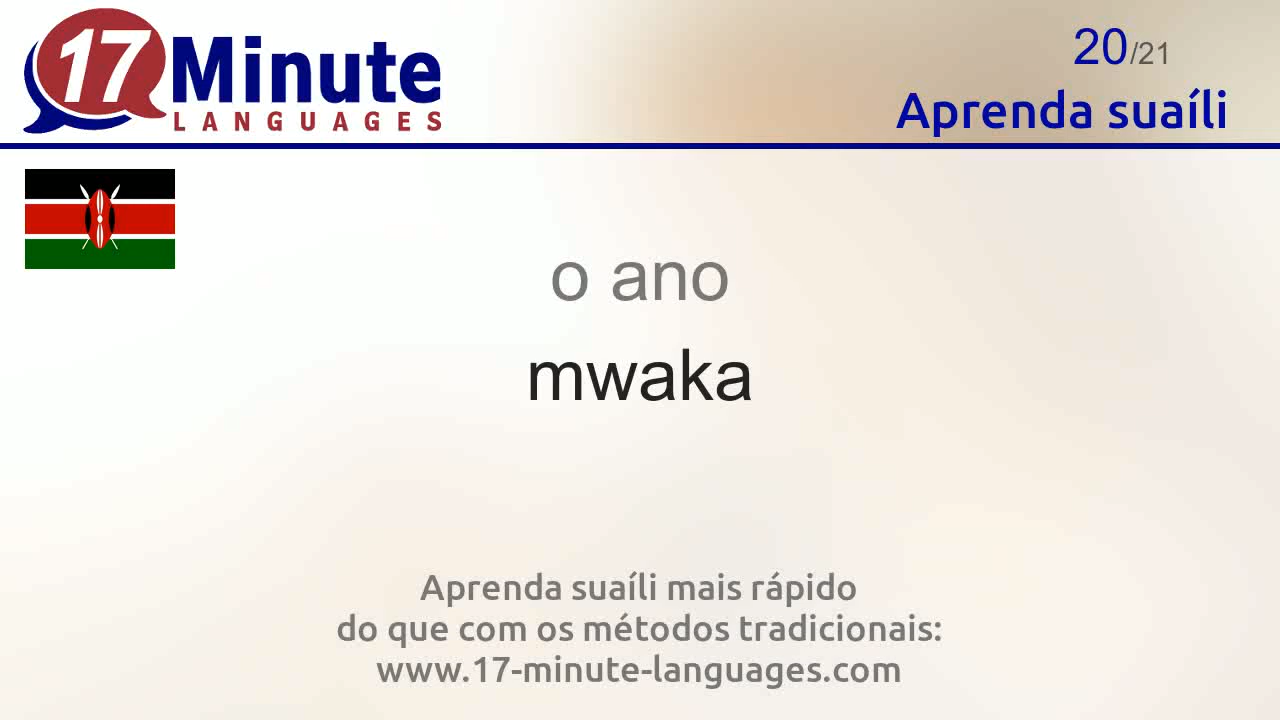 17 Minute
LANGUAGES
20/21
Aprenda suaíli
o ano
mwaka
Aprenda suaíli mais rápido
do que com os métodos tradicionais:
www.17-minute-languages.com